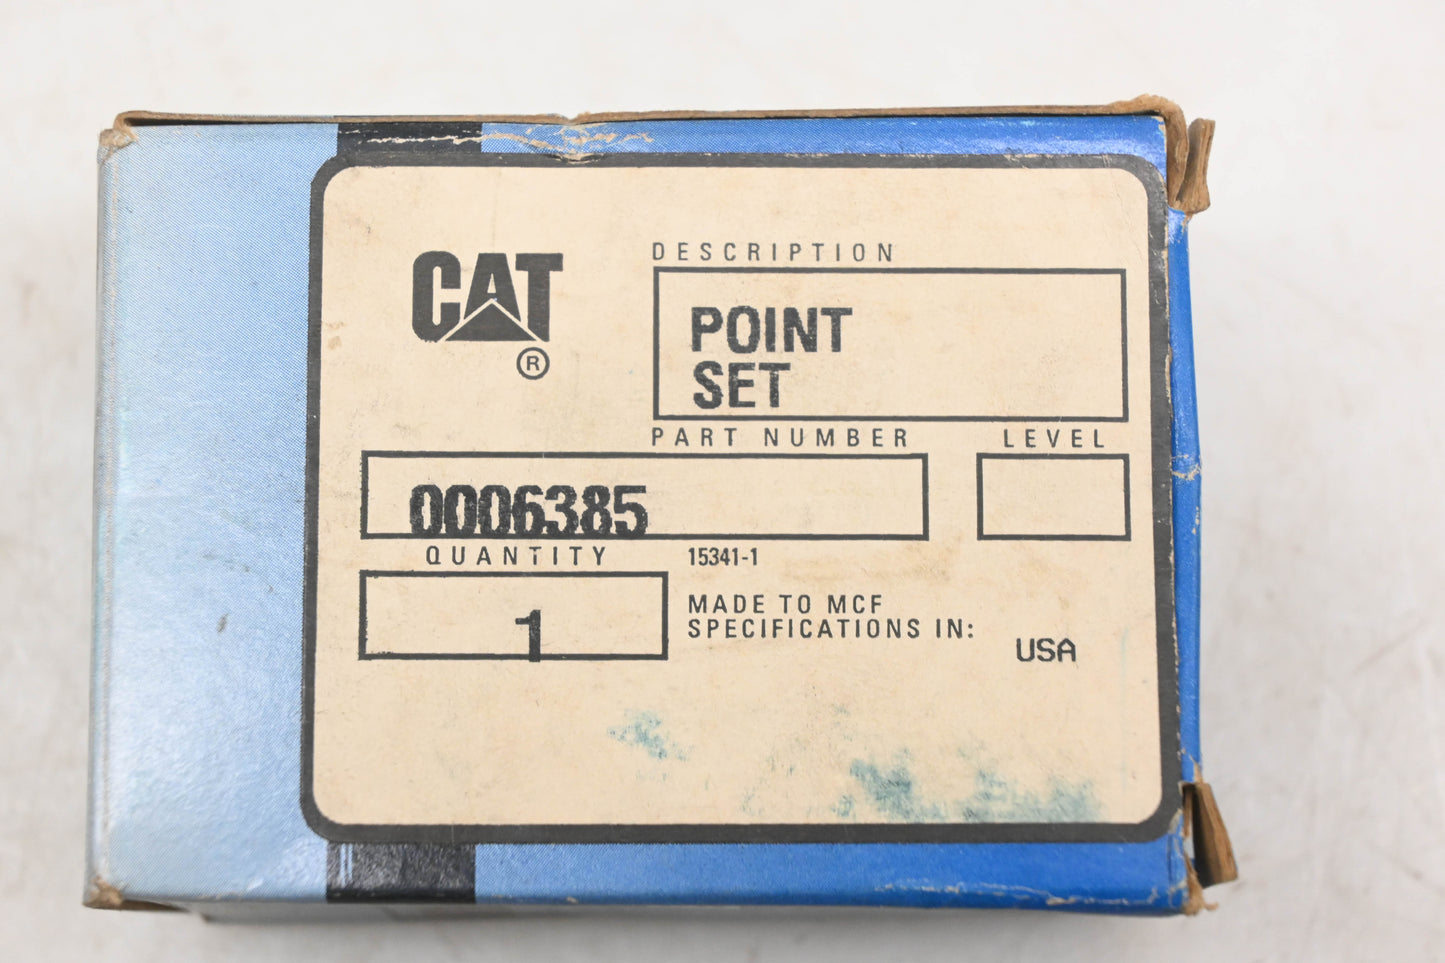 CAT
®
DESCRIPTION
POINT
SET
PART NUMBER
LEVEL
0006385
QUANTITY
15341-1
1
MADE TO MCF
SPECIFICATIONS IN:
USA